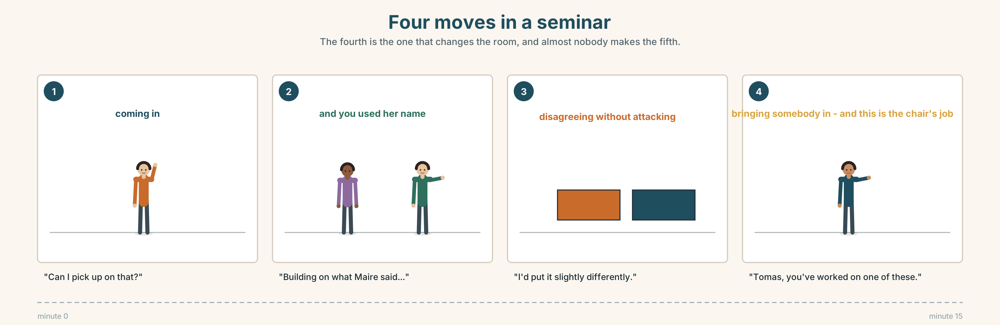 Four moves in a seminar
The fourth is the one that changes the room, and almost nobody makes the fifth.
1
coming in
"Can I pick up on that?"
2
and you used her name
"Building on what Maire said..."
3
disagreeing without attacking
"I'd put it slightly differently."
4
bringing somebody in - and this is the chair's job
"Tomas, you've worked on one of these."
minute 0
minute 15